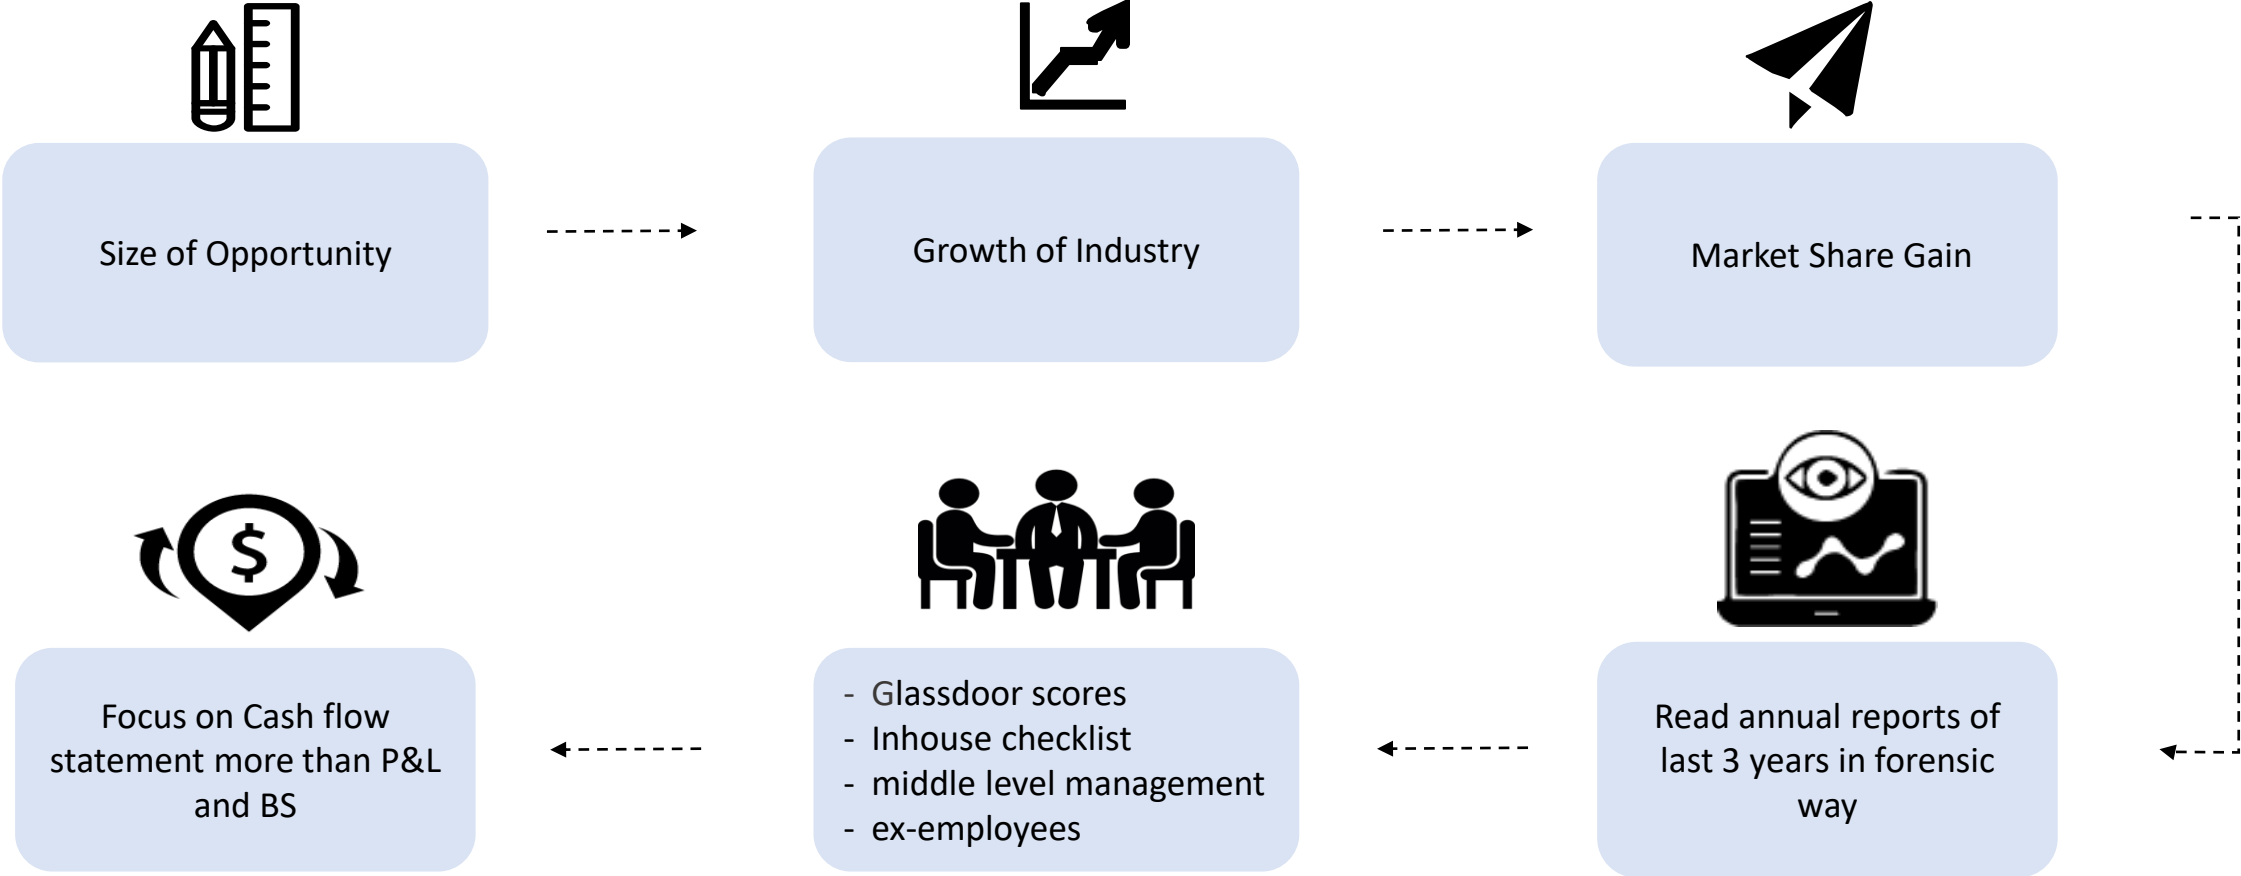 Size of Opportunity
Growth of Industry
Market Share Gain
$
Focus on Cash flow
statement more than P&L
and BS
- Glassdoor scores
- Inhouse checklist
- middle level management
- ex-employees
Read annual reports of
last 3 years in forensic
way